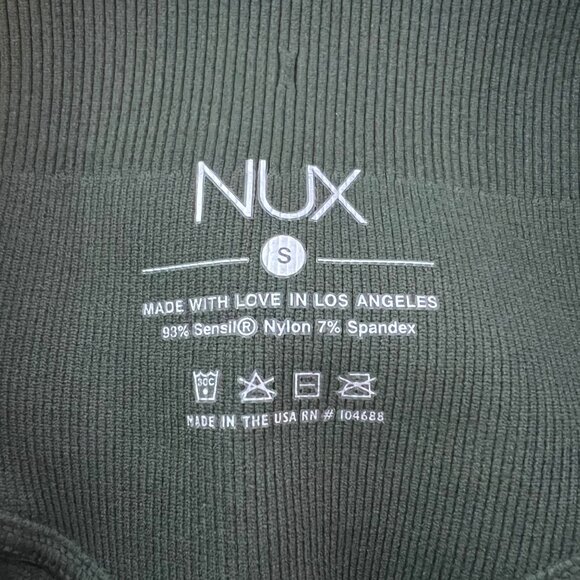 NUX
S
MADE WITH LOVE IN LOS ANGELES
93% Sensil® Nylon 7% Spandex
30C
MADE IN THE USA RN # 104688